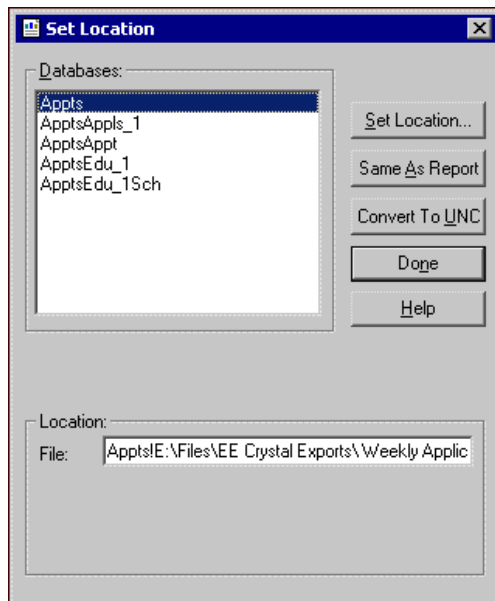 Set Location
Databases:
Appts
ApptsAppls_1
ApptsAppt
ApptsEdu_1
ApptsEdu_1Sch
Set Location...
Same As Report
Convert To UNC
Done
Help
Location:
File: Appts!E:\Files\EE Crystal Exports\ Weekly Applic